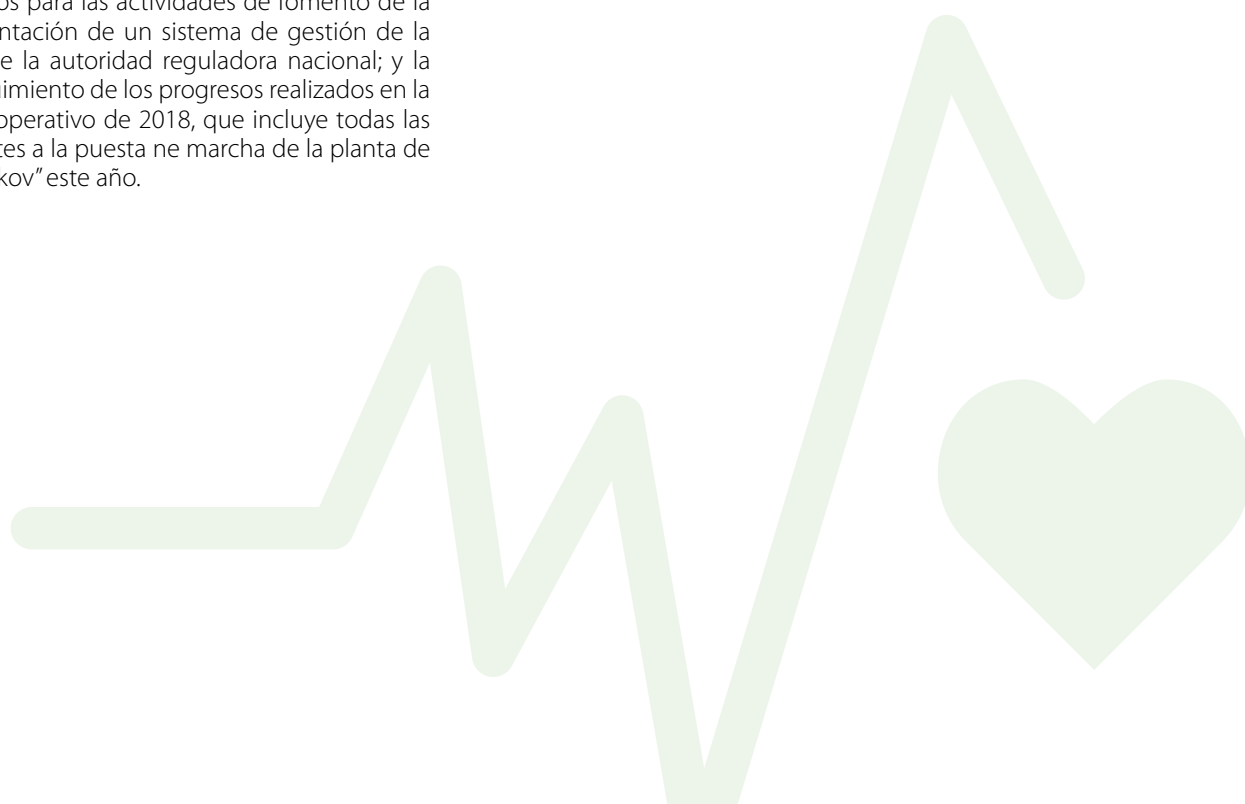 os para las actividades de fomento de la
entación de un sistema de gestión de la
e la autoridad reguladora nacional; y la
uimiento de los progresos realizados en la
operativo de 2018, que incluye todas las
tes a la puesta ne marcha de la planta de
kov” este año.